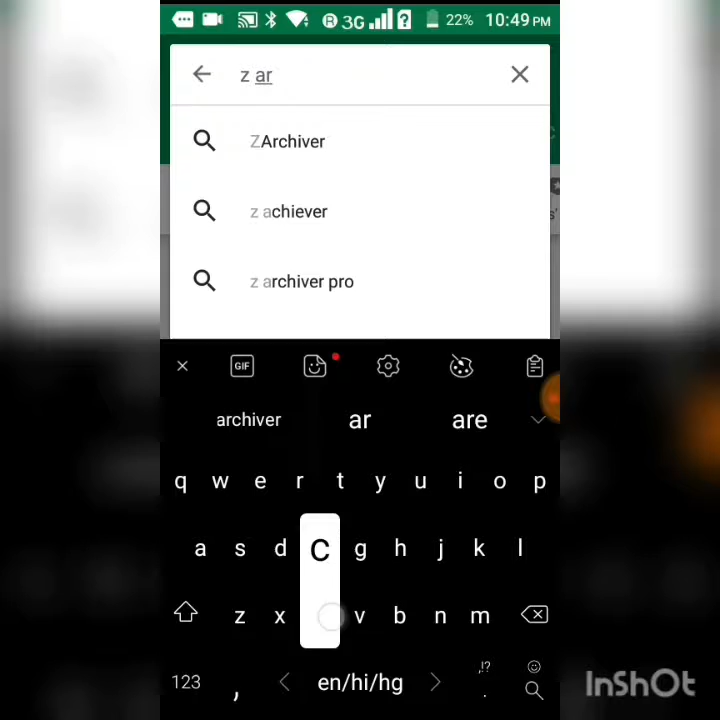 R 3G ? 22% 10:49 PM
z ar
ZArchiver
z achiever
z archiver pro
GIF
archiver ar are
q w e r t y u i o p
a s d C g h j k l
z x v b n m
123 , < en/hi/hg > ,!? .
InShOt